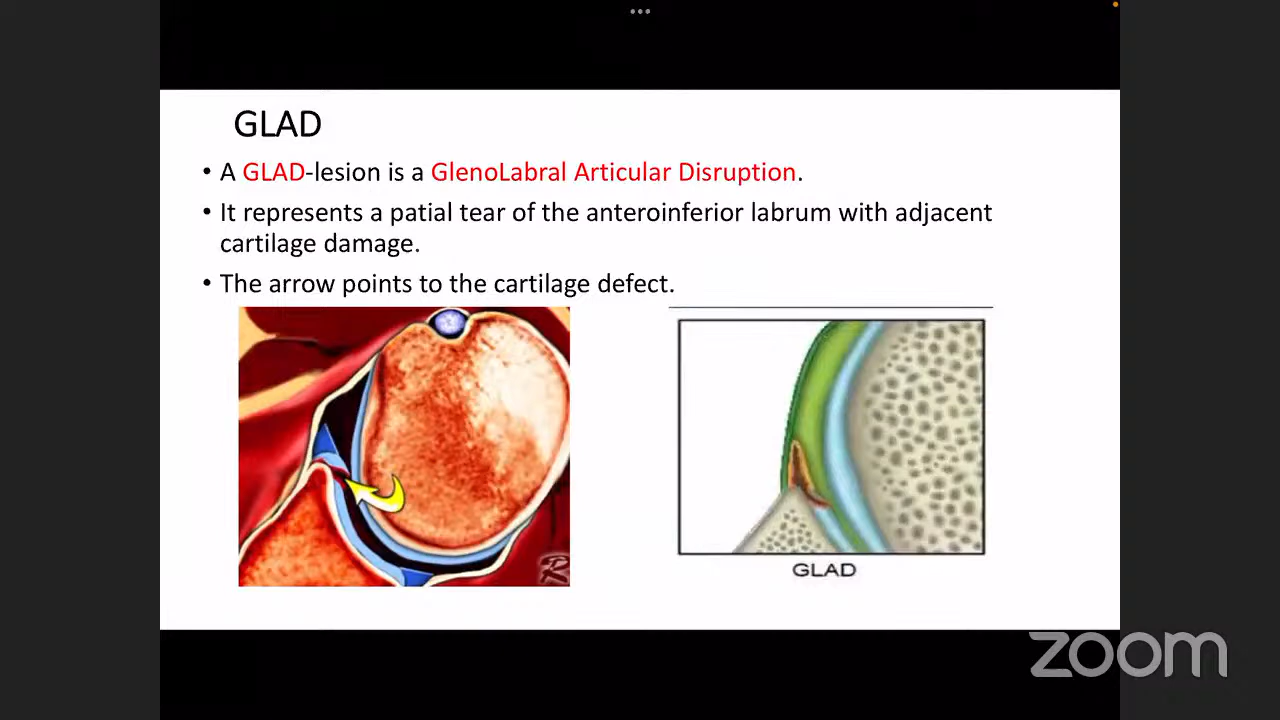 GLAD
• A GLAD-lesion is a GlenoLabral Articular Disruption.
• It represents a patial tear of the anteroinferior labrum with adjacent
cartilage damage.
• The arrow points to the cartilage defect.
GLAD
zoom